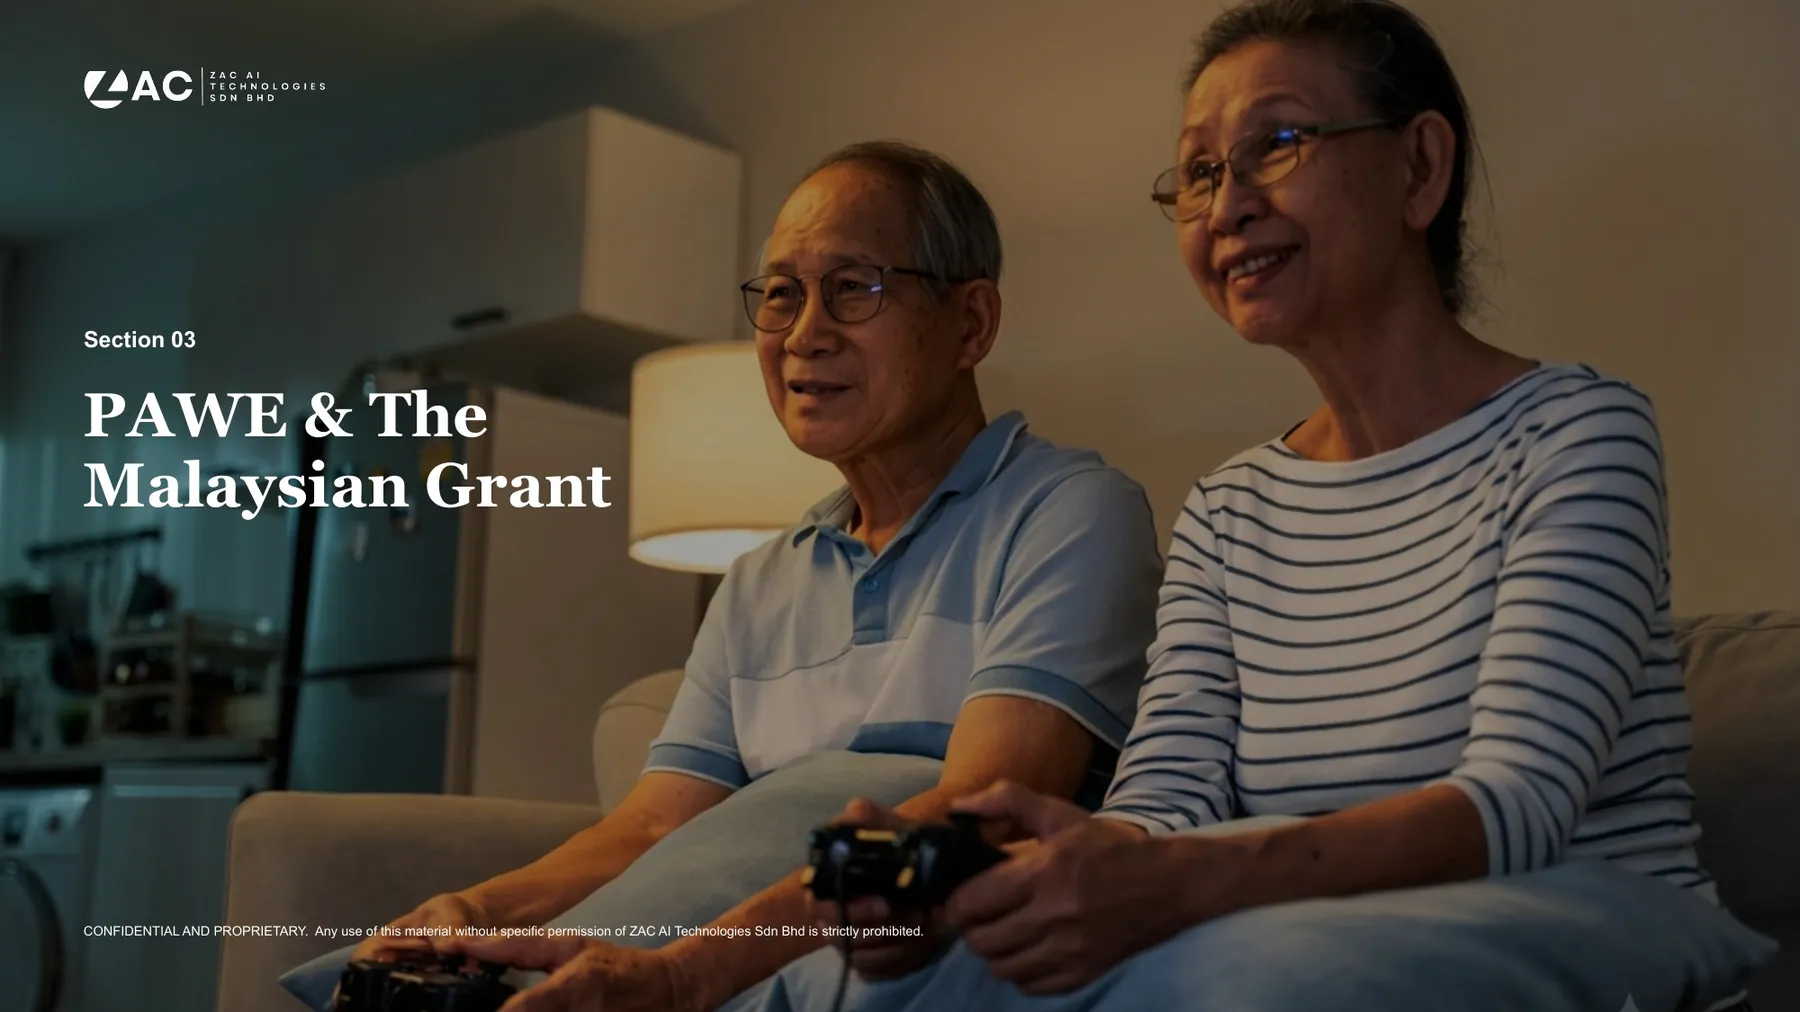 ZAC
ZAC AI
TECHNOLOGIES
SDN BHD
Section 03
PAWE & The
Malaysian Grant
CONFIDENTIAL AND PROPRIETARY.  Any use of this material without specific permission of ZAC AI Technologies Sdn Bhd is strictly prohibited.